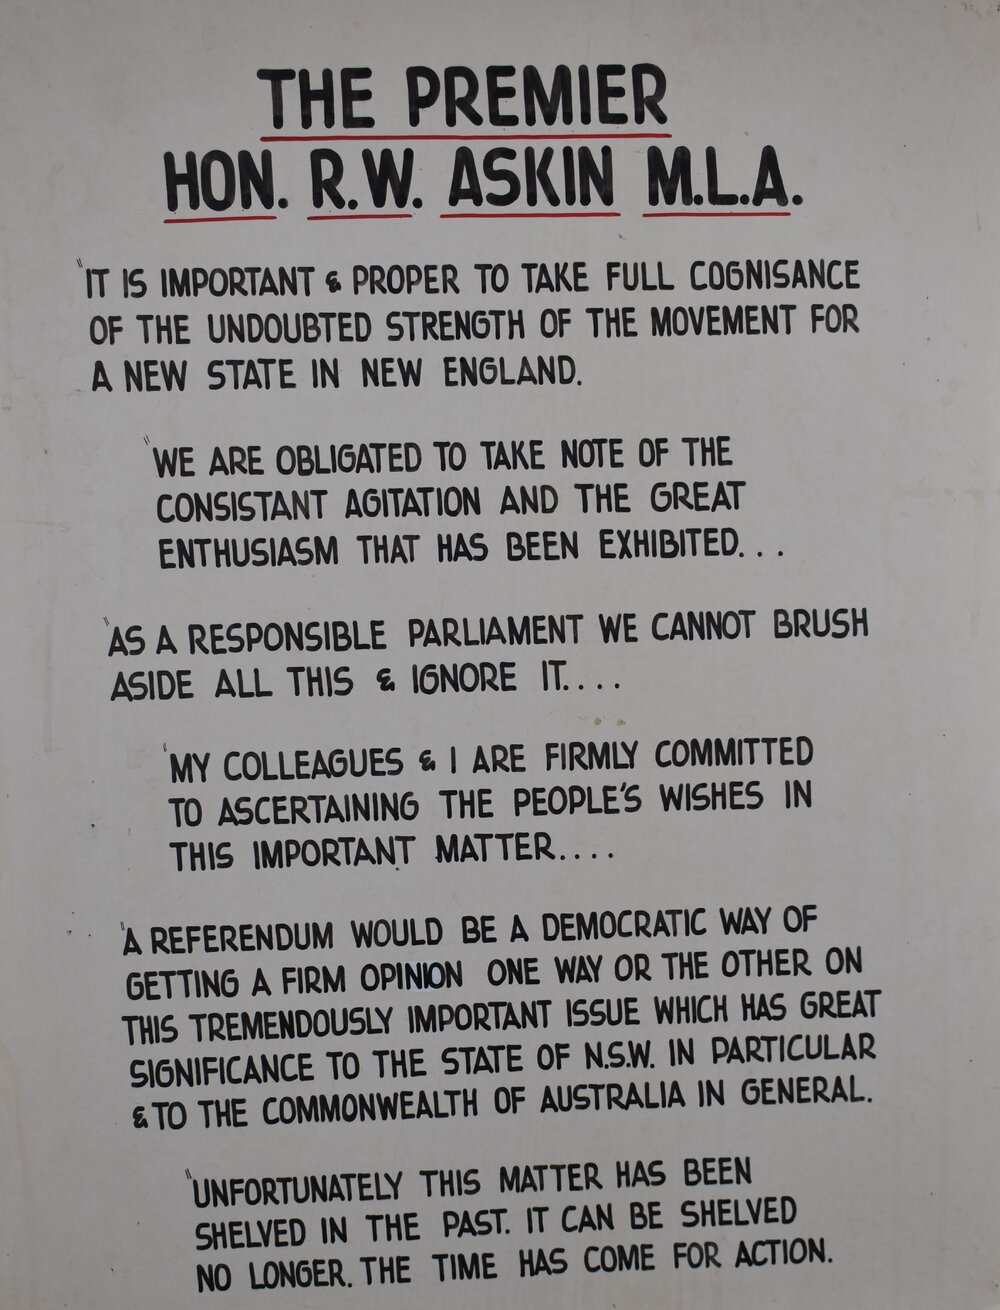 THE PREMIER
HON. R.W. ASKIN M.L.A.
"IT IS IMPORTANT & PROPER TO TAKE FULL COGNISANCE
OF THE UNDOUBTED STRENGTH OF THE MOVEMENT FOR
A NEW STATE IN NEW ENGLAND.
"WE ARE OBLIGATED TO TAKE NOTE OF THE
CONSISTANT AGITATION AND THE GREAT
ENTHUSIASM THAT HAS BEEN EXHIBITED. . .
"AS A RESPONSIBLE PARLIAMENT WE CANNOT BRUSH
ASIDE ALL THIS & IGNORE IT. . . .
"MY COLLEAGUES & I ARE FIRMLY COMMITTED
TO ASCERTAINING THE PEOPLE'S WISHES IN
THIS IMPORTANT MATTER. . . .
"A REFERENDUM WOULD BE A DEMOCRATIC WAY OF
GETTING A FIRM OPINION ONE WAY OR THE OTHER ON
THIS TREMENDOUSLY IMPORTANT ISSUE WHICH HAS GREAT
SIGNIFICANCE TO THE STATE OF N.S.W. IN PARTICULAR
& TO THE COMMONWEALTH OF AUSTRALIA IN GENERAL.
"UNFORTUNATELY THIS MATTER HAS BEEN
SHELVED IN THE PAST. IT CAN BE SHELVED
NO LONGER. THE TIME HAS COME FOR ACTION.